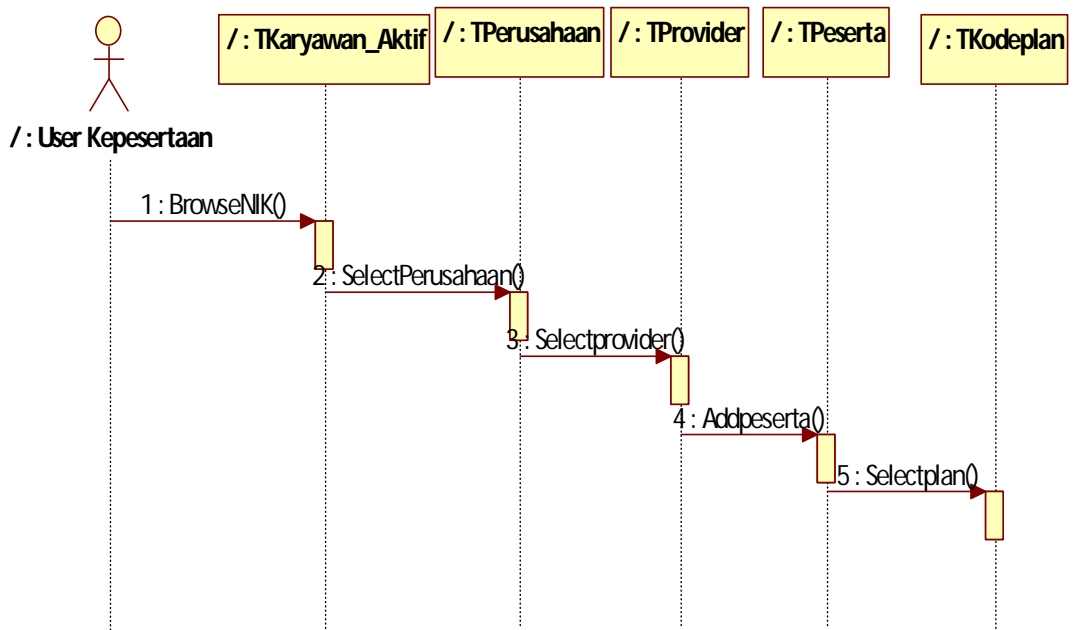 / : TKaryawan_Aktif
/ : TPerusahaan
/ : TProvider
/ : TPeserta
/ : TKodeplan
/ : User Kepesertaan
1 : BrowseNIK()
2 : SelectPerusahaan()
3 : Selectprovider()
4 : Addpeserta()
5 : Selectplan()